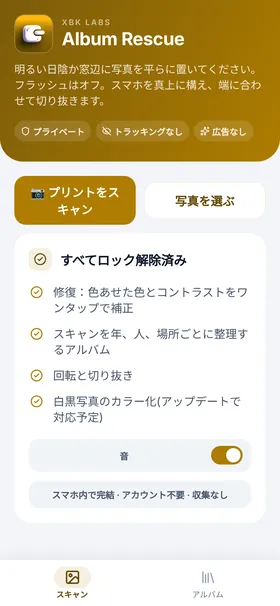 XBK LABS
Album Rescue
明るい日陰か窓辺に写真を平らに置いてください。
フラッシュはオフ。スマホを真上に構え、端に合わ
せて切り抜きます。
プライベート
トラッキングなし
広告なし
📷 プリントをス
キャン
写真を選ぶ
すべてロック解除済み
修復：色あせた色とコントラストをワ
ンタップで補正
スキャンを年、人、場所ごとに整理す
るアルバム
回転と切り抜き
白黒写真のカラー化(アップデートで
対応予定)
音
スマホ内で完結・アカウント不要・収集なし
スキャン
アルバム